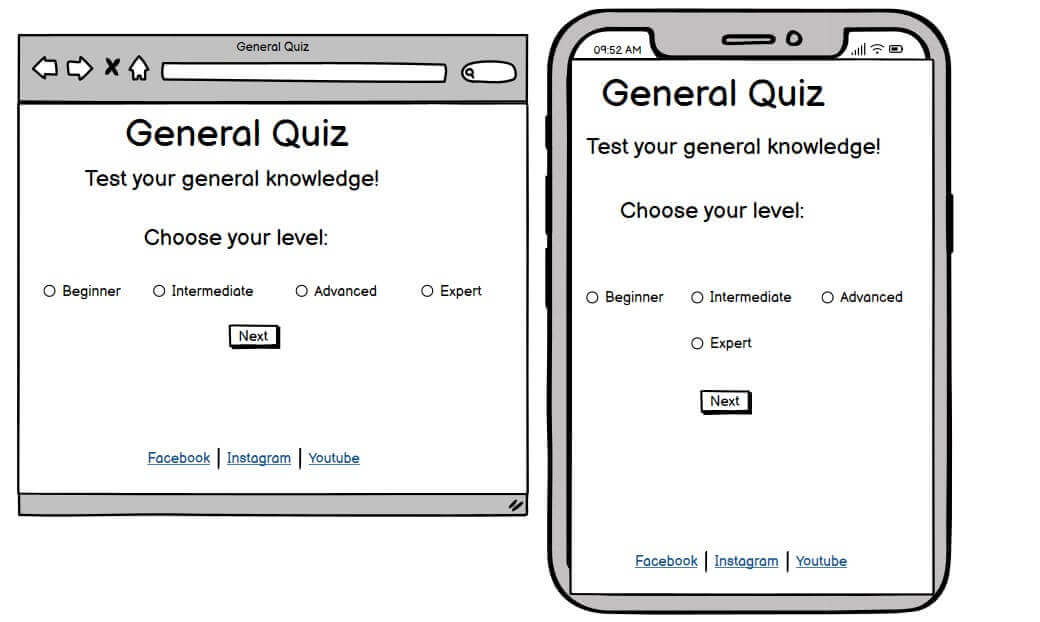 General Quiz
General Quiz
Test your general knowledge!
Choose your level:
Beginner Intermediate Advanced Expert
Next
Facebook | Instagram | Youtube
09:52 AM
General Quiz
Test your general knowledge!
Choose your level:
Beginner Intermediate Advanced
Expert
Next
Facebook | Instagram | Youtube